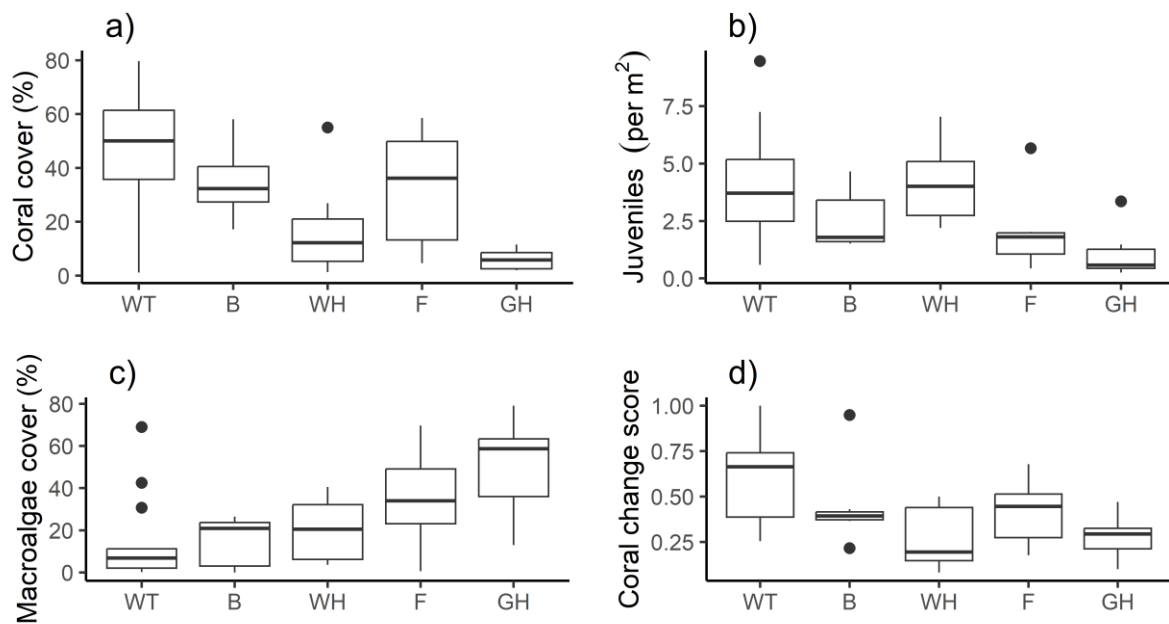 a)
Coral cover (%)
80
60
40
20
0
WT B WH F GH
b)
Juveniles (per m²)
7.5
5.0
2.5
0.0
WT B WH F GH
c)
Macroalgae cover (%)
80
60
40
20
0
WT B WH F GH
d)
Coral change score
1.00
0.75
0.50
0.25
WT B WH F GH